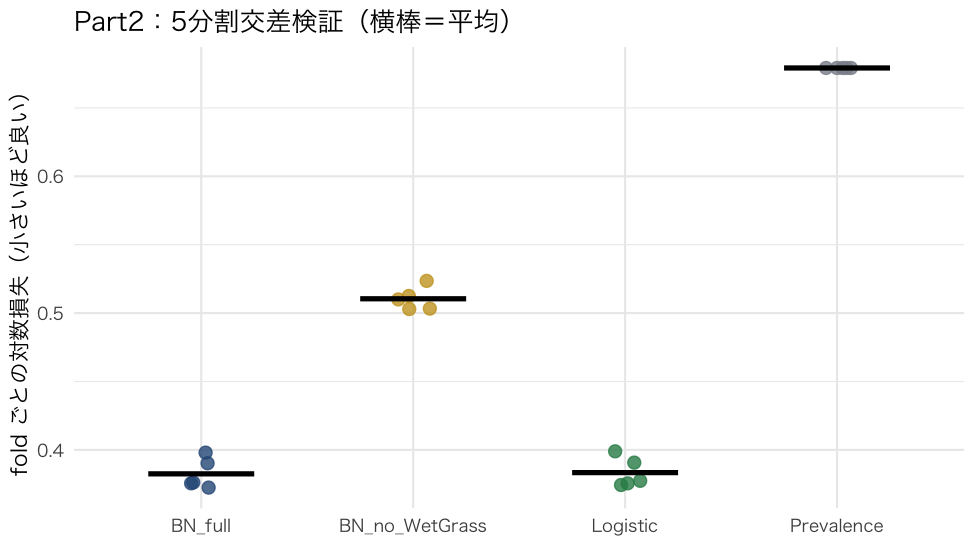 Part2：5分割交差検証（横棒＝平均）
fold ごとの対数損失（小さいほど良い）
0.6
0.5
0.4
BN_full
BN_no_WetGrass
Logistic
Prevalence